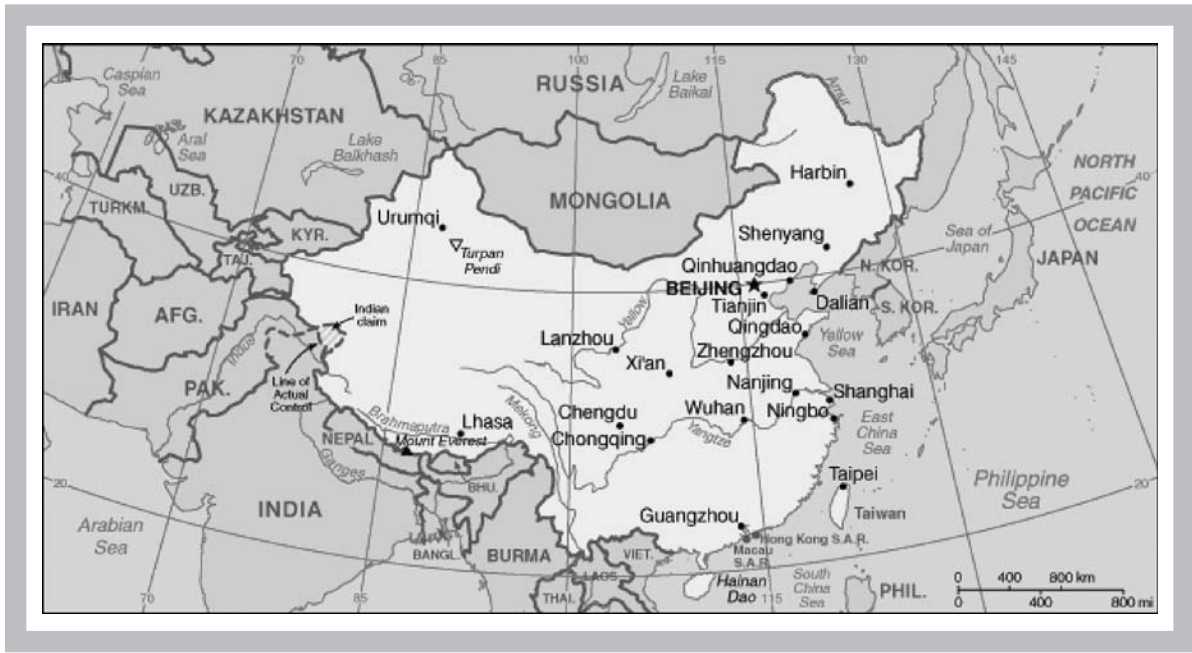 70
85
100
115
130
145
Caspian
Sea
RUSSIA
Lake
Baikal
Amur
KAZAKHSTAN
Aral
Sea
Lake
Balkhash
Harbin
NORTH
PACIFIC
OCEAN
40
40
UZB.
TURKM.
MONGOLIA
Urumqi
KYR.
Turpan
Pendi
Shenyang
Sea of
Japan
JAPAN
TAJ.
Qinhuangdao
N. KOR.
BEIJING
Tianjin
Dalian
S. KOR.
IRAN
AFG.
Indian
claim
Yellow
Qingdao
Yellow
Sea
Lanzhou
Zhengzhou
Xi'an
Indus
PAK.
Line of
Actual
Control
Nanjing
Shanghai
Brahmaputra
Lhasa
Mekong
Chengdu
Wuhan
Ningbo
East
China
Sea
NEPAL
Mount Everest
Chongqing
Yangtze
Ganges
BHU.
Taipei
Philippine
Sea
20
20
INDIA
Taiwan
Arabian
Sea
Guangzhou
Hong Kong S.A.R.
Macau
S.A.R.
BANGL.
BURMA
VIET.
LAOS
Hainan
Dao
South
China
Sea
PHIL.
THAI.
0 400 800 km
0 400 800 mi
70
85
115